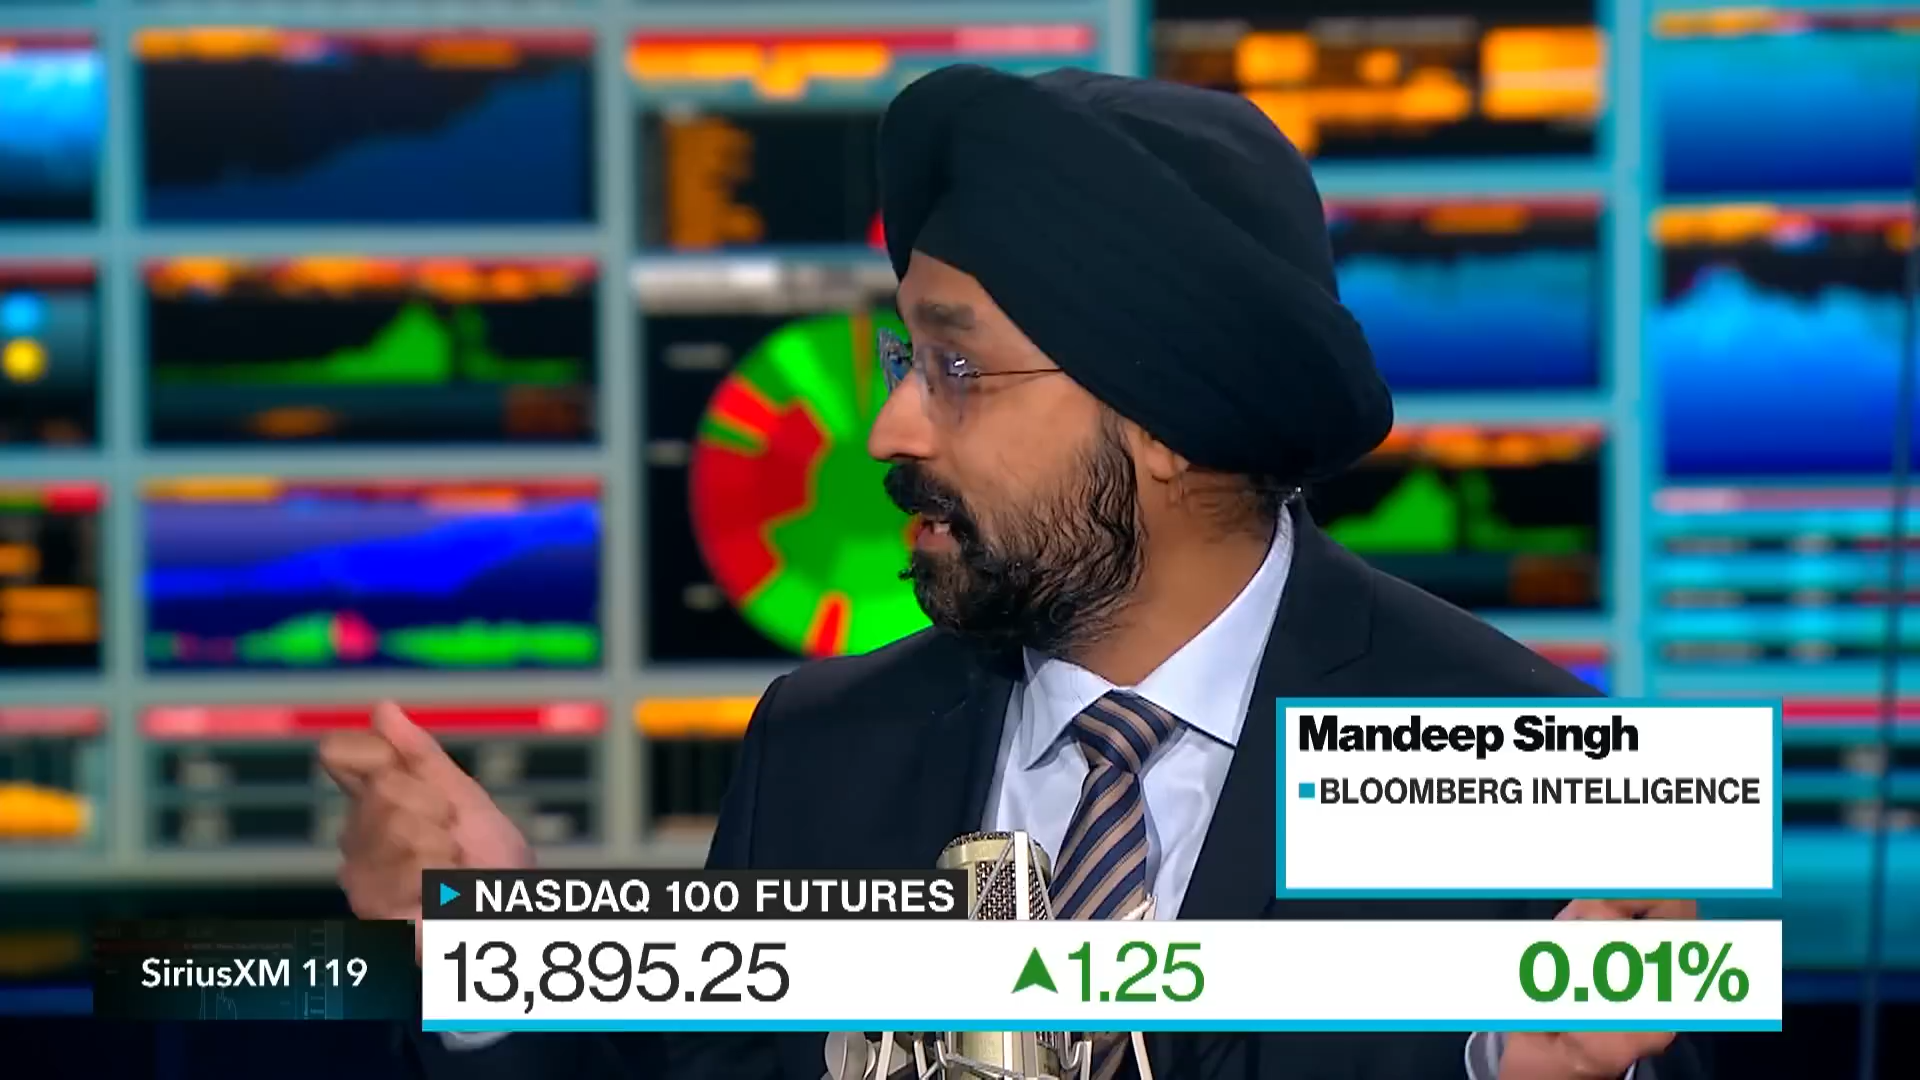 Mandeep Singh
BLOOMBERG INTELLIGENCE
NASDAQ 100 FUTURES
SiriusXM 119
13,895.25 ▲1.25 0.01%